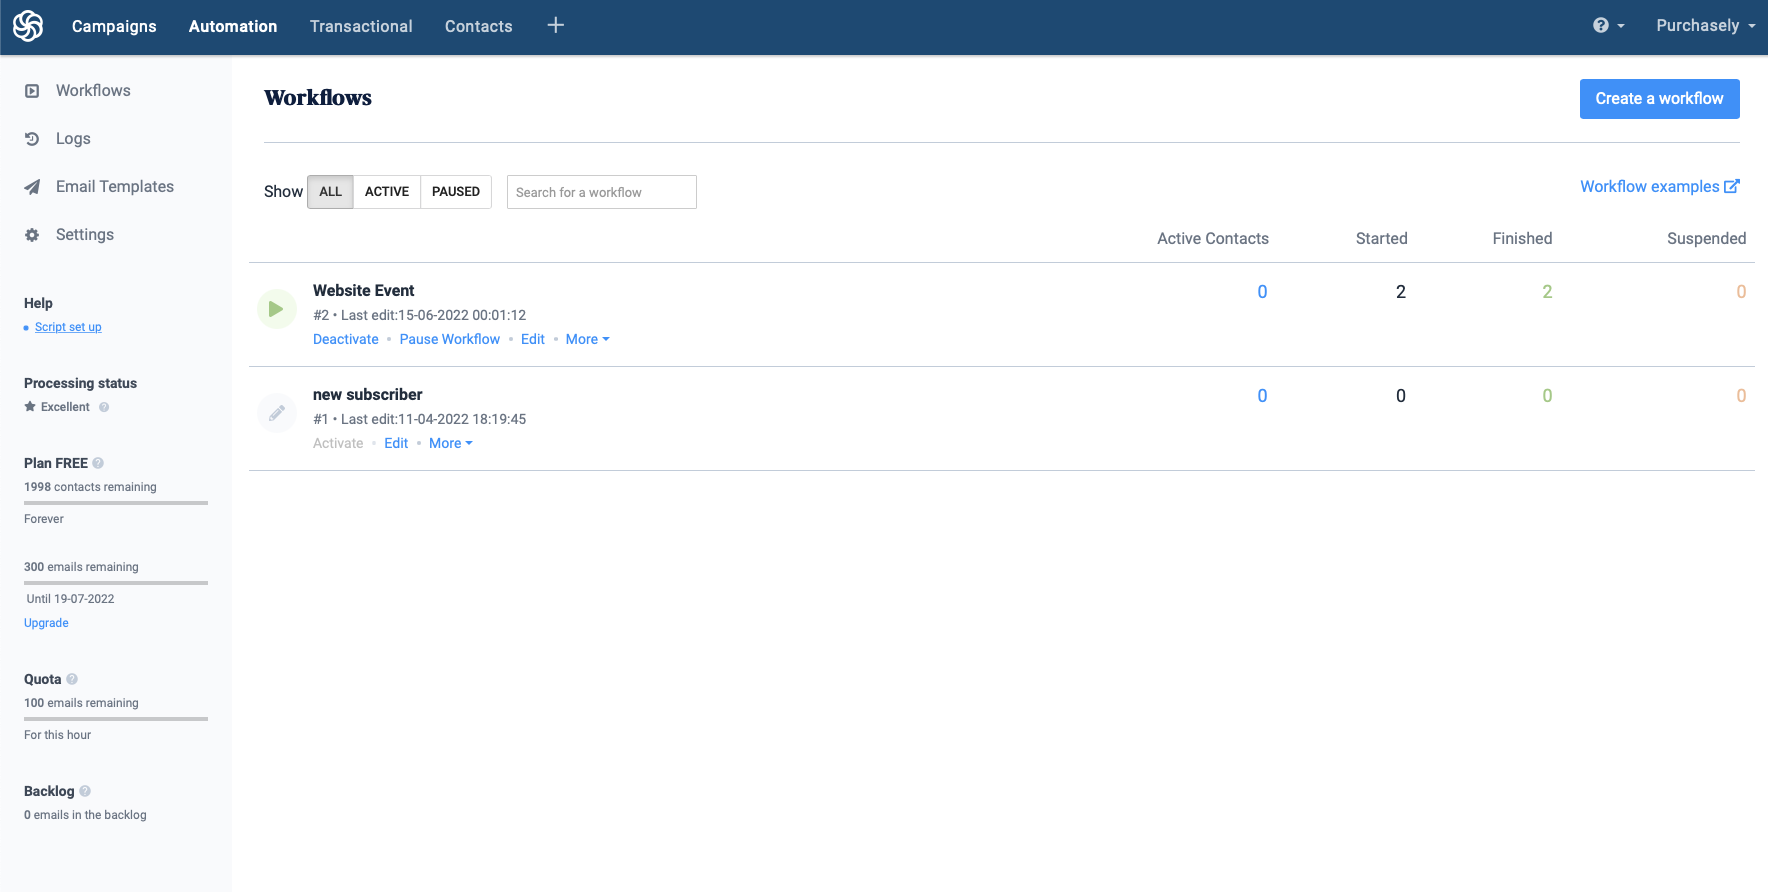 Campaigns Automation Transactional Contacts Purchasely
Workflows
Logs
Email Templates
Settings
Help
Script set up
Processing status
Excellent
Plan FREE
1998 contacts remaining
Forever
300 emails remaining
Until 19-07-2022
Upgrade
Quota
100 emails remaining
For this hour
Backlog
0 emails in the backlog
Workflows
Create a workflow
Show ALL ACTIVE PAUSED Search for a workflow
Workflow examples
Active Contacts Started Finished Suspended
Website Event 0 2 2 0
#2 • Last edit:15-06-2022 00:01:12
Deactivate • Pause Workflow • Edit • More
new subscriber 0 0 0 0
#1 • Last edit:11-04-2022 18:19:45
Activate • Edit • More